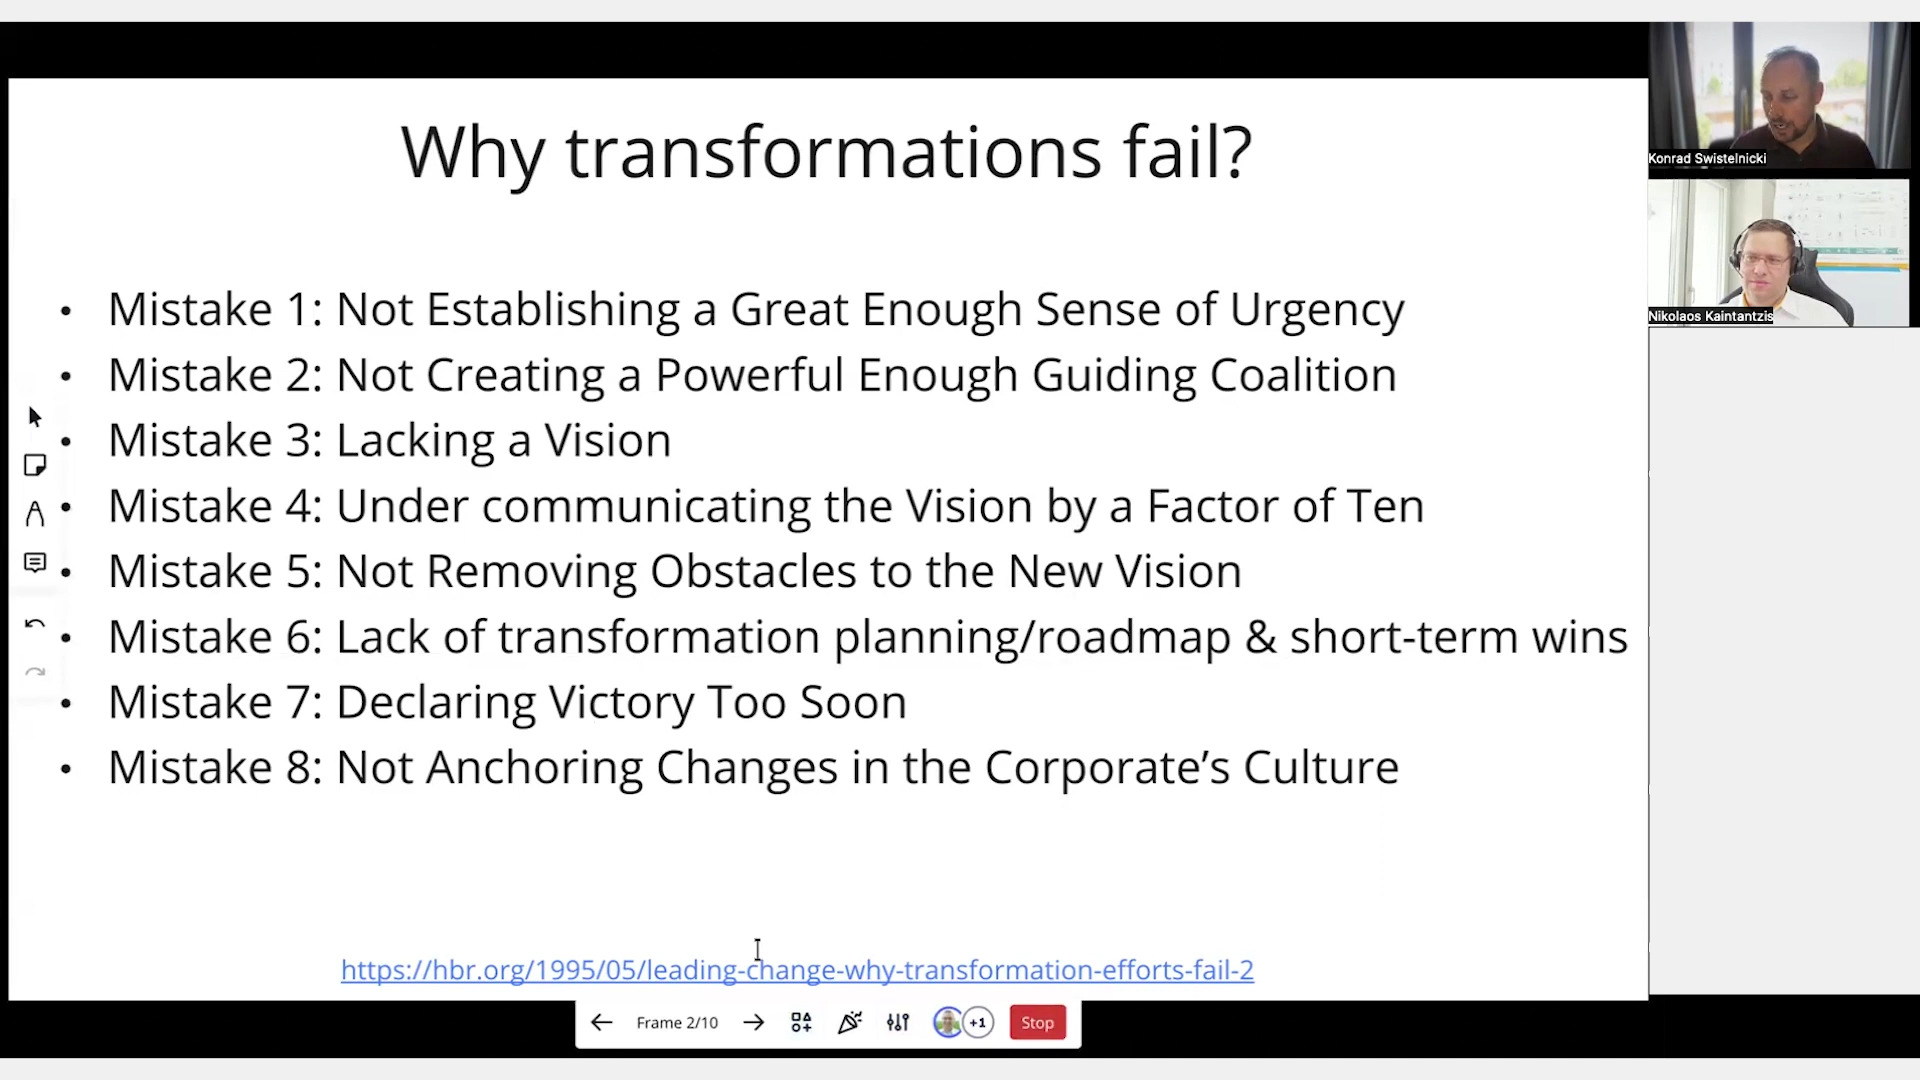 Why transformations fail?
• Mistake 1: Not Establishing a Great Enough Sense of Urgency
• Mistake 2: Not Creating a Powerful Enough Guiding Coalition
• Mistake 3: Lacking a Vision
• Mistake 4: Under communicating the Vision by a Factor of Ten
• Mistake 5: Not Removing Obstacles to the New Vision
• Mistake 6: Lack of transformation planning/roadmap & short-term wins
• Mistake 7: Declaring Victory Too Soon
• Mistake 8: Not Anchoring Changes in the Corporate’s Culture
https://hbr.org/1995/05/leading-change-why-transformation-efforts-fail-2
Frame 2/10
+1
Stop
Konrad Swistelnicki
Nikolaos Kaintantzis